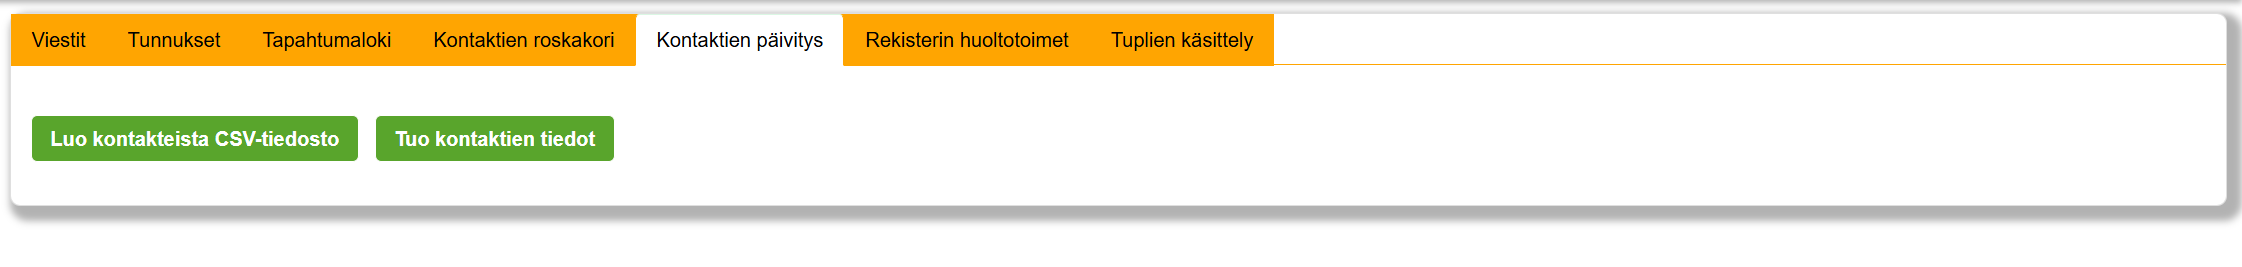 Viestit Tunnukset Tapahtumaloki Kontaktien roskakori Kontaktien päivitys Rekisterin huoltotoimet Tuplien käsittely
Luo kontakteista CSV-tiedosto Tuo kontaktien tiedot